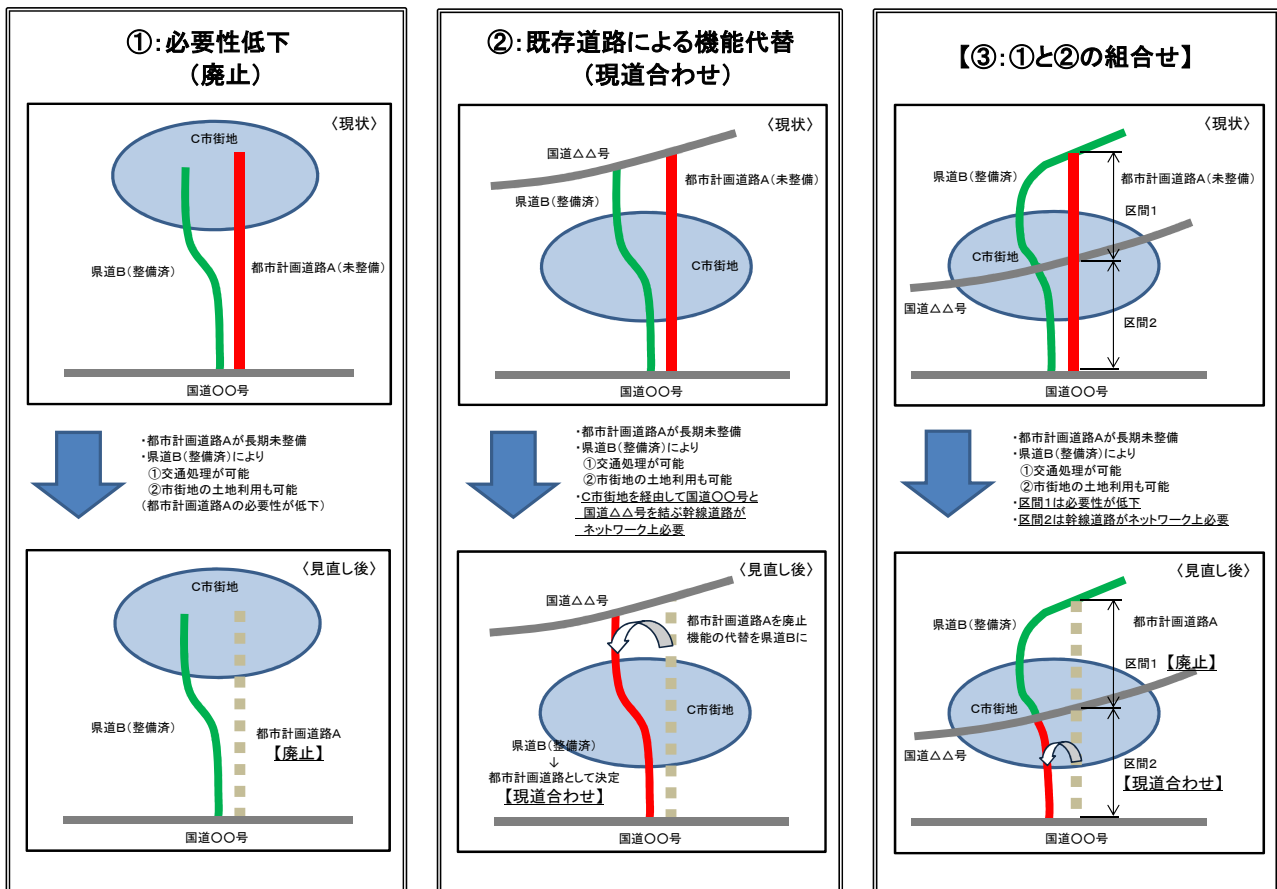 ①:必要性低下
(廃止)
〈現状〉
C市街地
県道B(整備済)
都市計画道路A(未整備)
国道〇〇号
・都市計画道路Aが長期未整備
・県道B(整備済)により
①交通処理が可能
②市街地の土地利用も可能
(都市計画道路Aの必要性が低下)
〈見直し後〉
C市街地
県道B(整備済)
都市計画道路A
【廃止】
国道〇〇号
②:既存道路による機能代替
(現道合わせ)
〈現状〉
国道△△号
都市計画道路A(未整備)
県道B(整備済)
C市街地
国道〇〇号
・都市計画道路Aが長期未整備
・県道B(整備済)により
①交通処理が可能
②市街地の土地利用も可能
・C市街地を経由して国道〇〇号と
国道△△号を結ぶ幹線道路が
ネットワーク上必要
〈見直し後〉
国道△△号
都市計画道路Aを廃止
機能の代替を県道Bに
C市街地
県道B(整備済)
↓
都市計画道路として決定
【現道合わせ】
国道〇〇号
【③:①と②の組合せ】
〈現状〉
県道B(整備済)
都市計画道路A(未整備)
区間1
C市街地
国道△△号
区間2
国道〇〇号
・都市計画道路Aが長期未整備
・県道B(整備済)により
①交通処理が可能
②市街地の土地利用も可能
・区間1は必要性が低下
・区間2は幹線道路がネットワーク上必要
〈見直し後〉
県道B(整備済)
都市計画道路A
区間1【廃止】
C市街地
国道△△号
区間2
【現道合わせ】
国道〇〇号